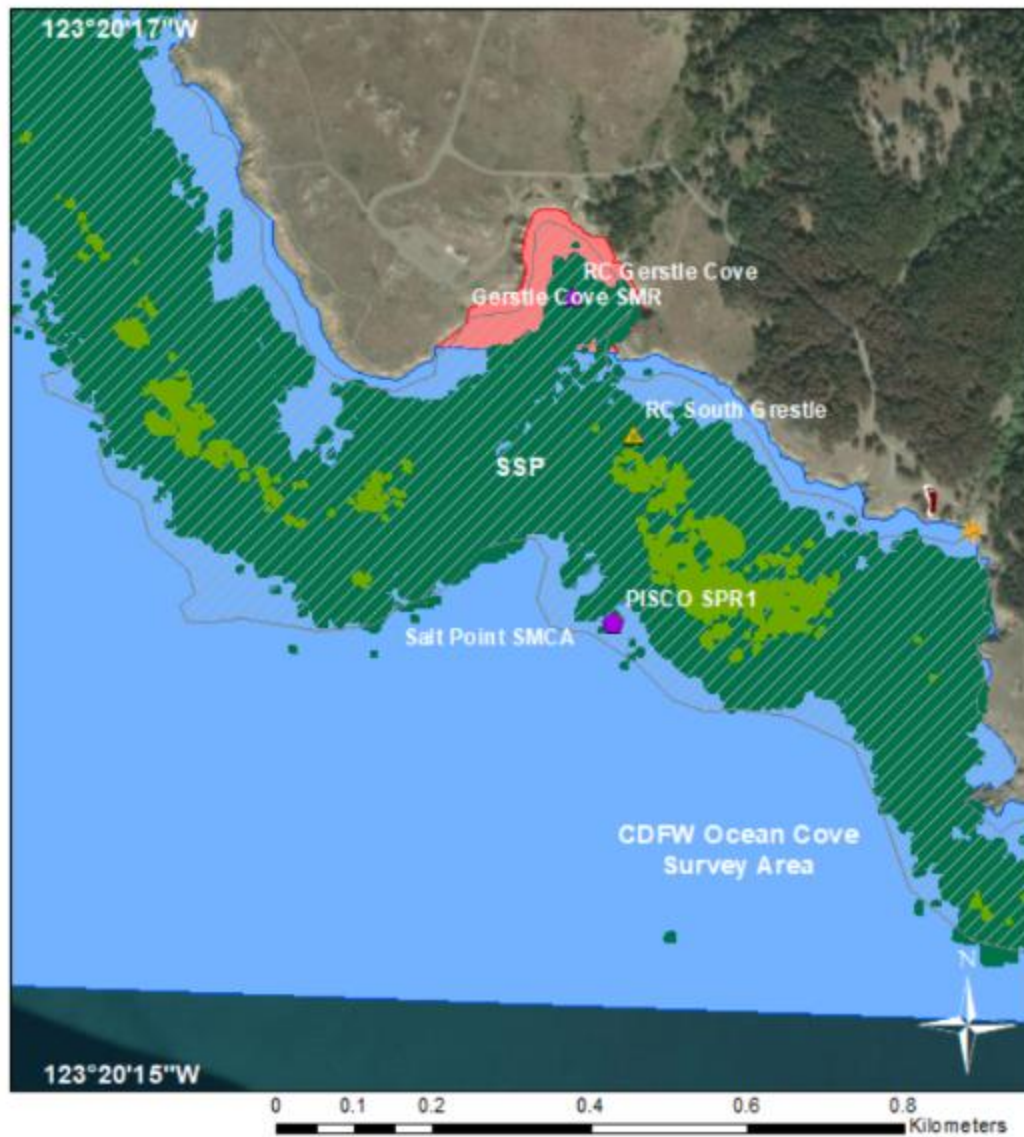 123°20'17"W
RC Gerstle Cove
Gerstle Cove SMR
RC South Grestle
SSP
PISCO SPR1
Salt Point SMCA
CDFW Ocean Cove
Survey Area
N
123°20'15"W
0 0.1 0.2 0.4 0.6 0.8
Kilometers